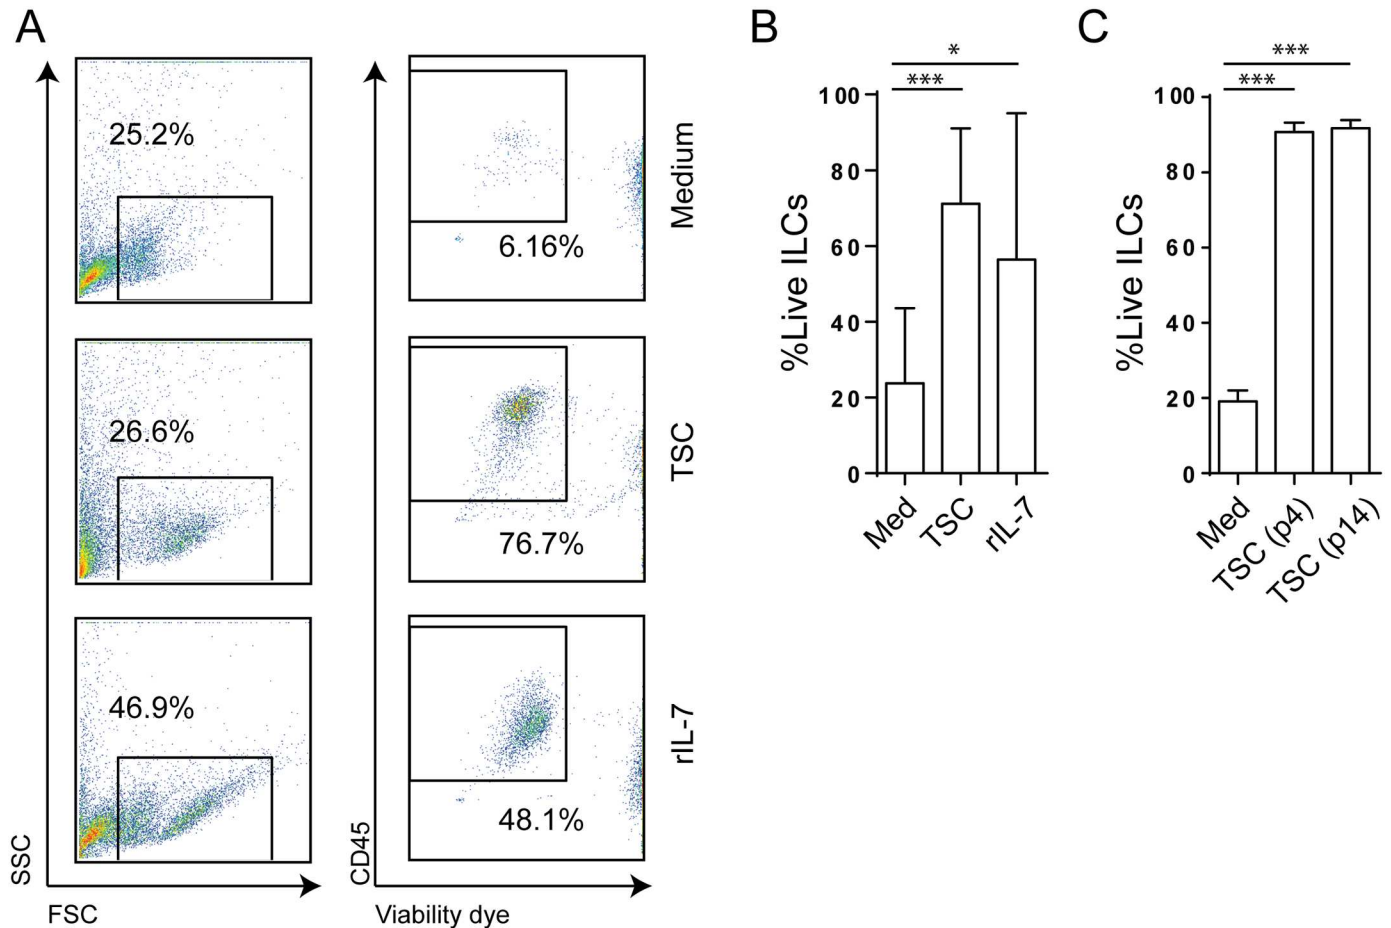 A
25.2%
6.16%
Medium
26.6%
76.7%
TSC
46.9%
48.1%
rIL-7
SSC
FSC
CD45
Viability dye
B
*
***
100
80
60
40
20
0
%Live ILCs
Med
TSC
rIL-7
C
***
***
100
80
60
40
20
0
%Live ILCs
Med
TSC (p4)
TSC (p14)